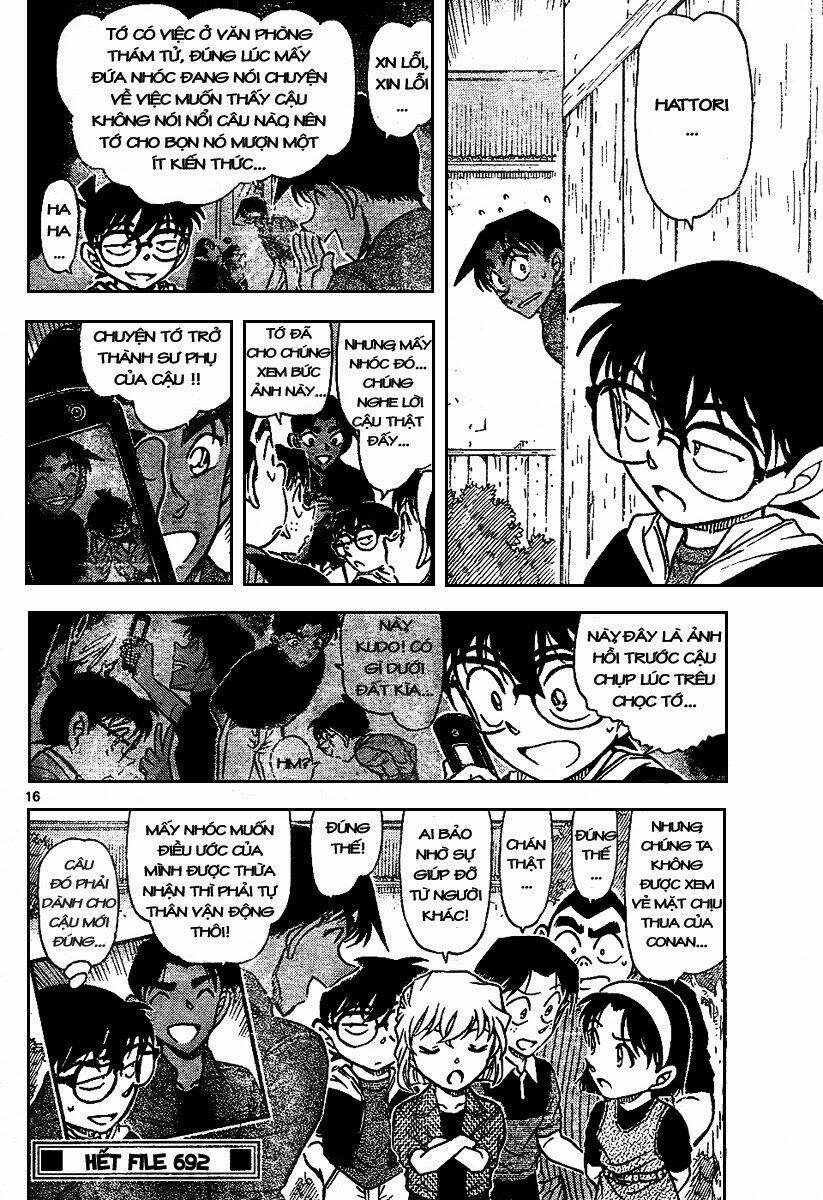 HATTORI
...
XN LỖI,
XIN LỖI
...
TỚ CÓ VIỆC Ở VĂN PHÒNG
THÁM TỬ, ĐÚNG LÚC MẤY
ĐỨA NHÓC ĐANG NÓI CHUYỆN
VỀ VIỆC MUỐN THẤY CẬU
KHÔNG NÓI NỔI CÂU NÀO, NÊN
TỚ CHO BỌN NÓ MƯỢN MỘT
ÍT KIẾN THỨC...
HA
HA
...
NHƯNG, MẤY
NHÓC ĐÓ...
CHÚNG
NGHE LỜI
CẬU THẬT
ĐẤY...
TỚ ĐÃ
CHO CHÚNG
XEM BỨC
ẢNH NÀY...
CHUYỆN TỚ TRỞ
THÀNH SƯ PHỤ
CỦA CẬU !!
NÀY, ĐÂY LÀ ẢNH
HỒI TRƯỚC CẬU
CHỤP LÚC TRÊU
CHỌC TỚ...
NÀY,
KUDO! CÓ
GÌ DƯỚI
ĐẤT KÌA...
HM?
16
NHƯNG,
CHÚNG TA
KHÔNG
ĐƯỢC XEM
VẺ MẶT CHỊU
THUA CỦA
CONAN...
ĐÚNG
THẾ
...
CHÁN
THẬT
...
AI BẢO
NHỜ SỰ
GIÚP ĐỠ
TỪ NGƯỜI
KHÁC!
ĐÚNG
THẾ!
MẤY NHÓC MUỐN
ĐIỀU ƯỚC CỦA
MÌNH ĐƯỢC THỪA
NHẬN THÌ PHẢI TỰ
THÂN VẬN ĐỘNG
THÔI!
CÂU
ĐÓ PHẢI
DÀNH CHO
CẬU MỚI
ĐÚNG...
HẾT FILE 692